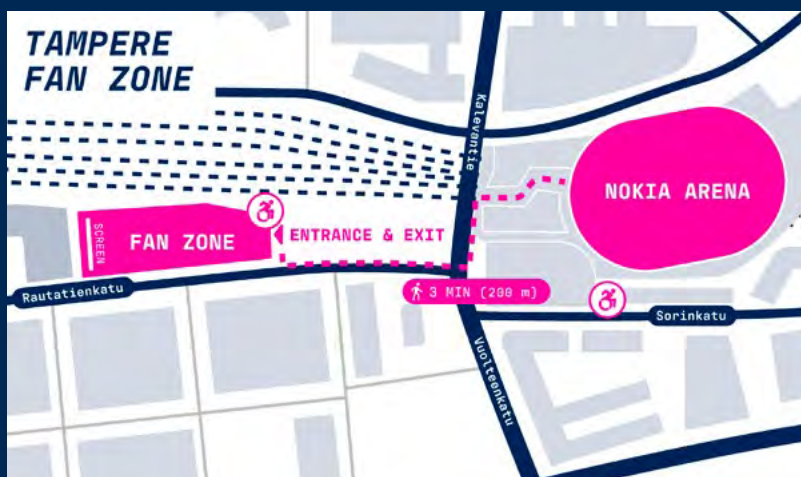 TAMPERE
FAN ZONE
Kalevantie
NOKIA ARENA
SCREEN
FAN ZONE
ENTRANCE & EXIT
Rautatienkatu
3 MIN (200 m)
Sorinkatu
Vuolteenkatu